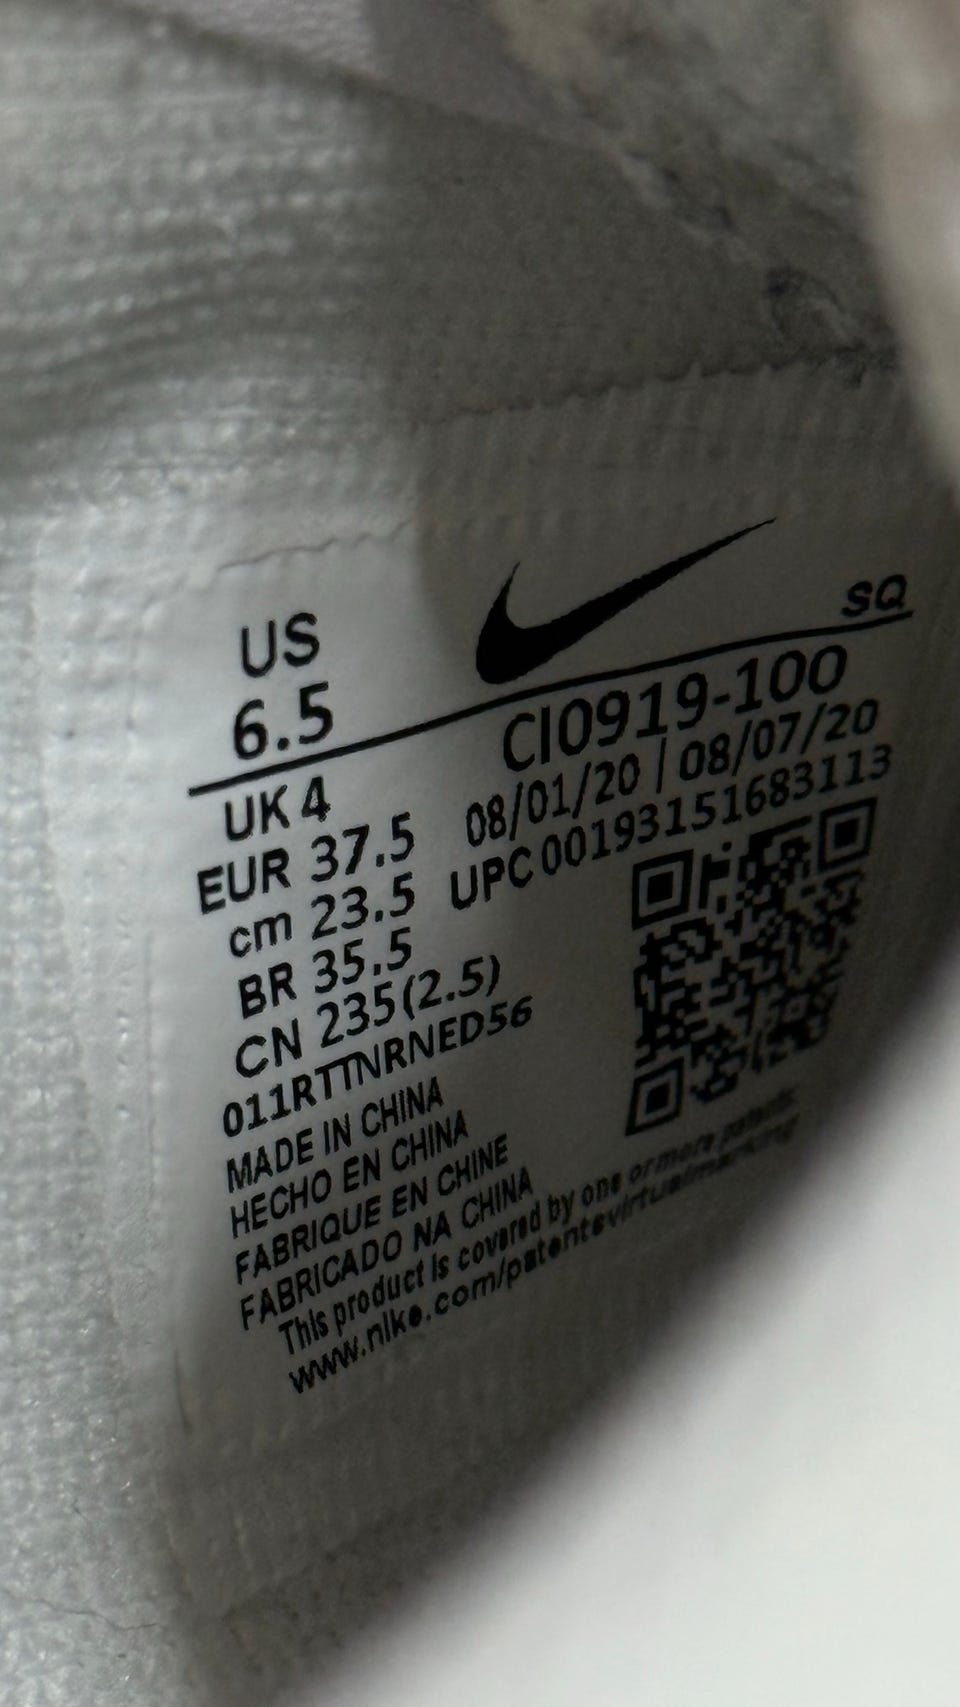 US
6.5
SQ
UK 4
EUR 37.5
cm 23.5
BR 35.5
CN 235(2.5)
011RTTNRNED56
CI0919-100
08/01/20 | 08/07/20
UPC 00193151683113
MADE IN CHINA
HECHO EN CHINA
FABRIQUE EN CHINE
FABRICADO NA CHINA
This product is covered by one or more patents.
www.nike.com/patentsvirtualmarking